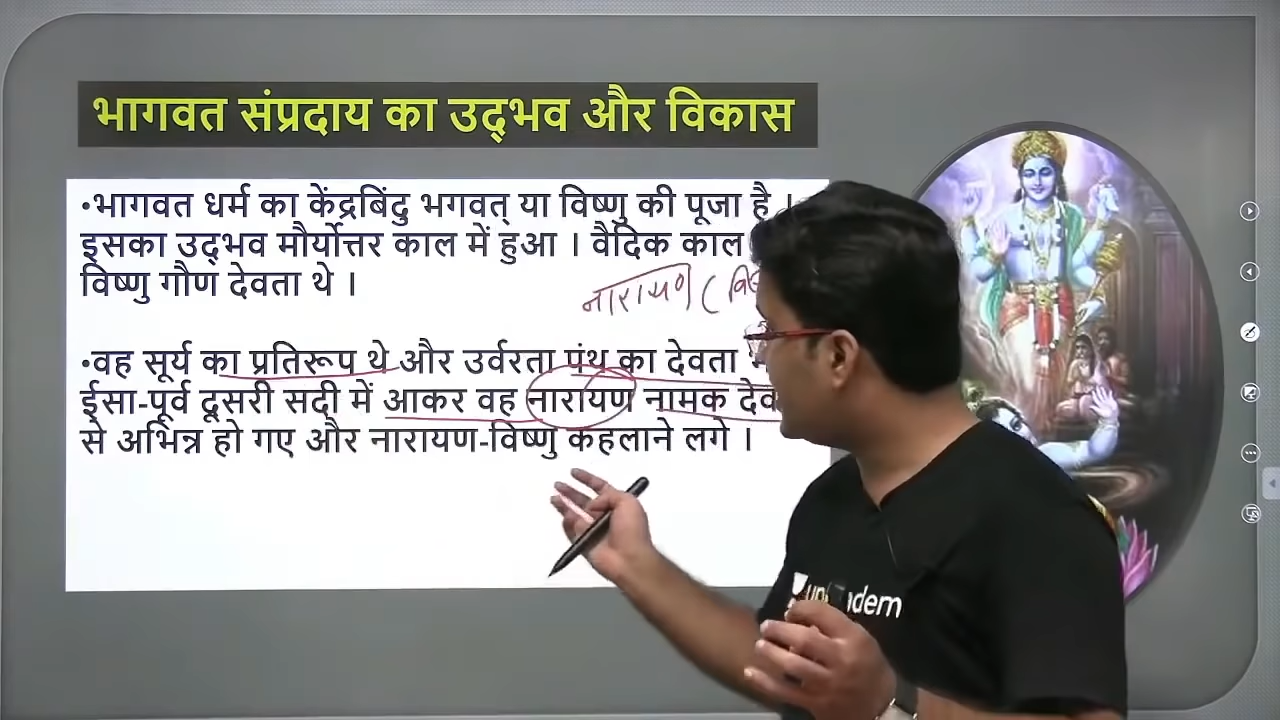 भागवत संप्रदाय का उद्भव और विकास
•भागवत धर्म का केंद्रबिंदु भगवत् या विष्णु की पूजा है ।
इसका उद्भव मौर्योत्तर काल में हुआ । वैदिक काल
विष्णु गौण देवता थे ।
नारायण (
•वह सूर्य का प्रतिरूप थे और उर्वरता पंथ का देवता
ईसा-पूर्व दूसरी सदी में आकर वह नारायण नामक
से अभिन्न हो गए और नारायण-विष्णु कहलाने लगे ।